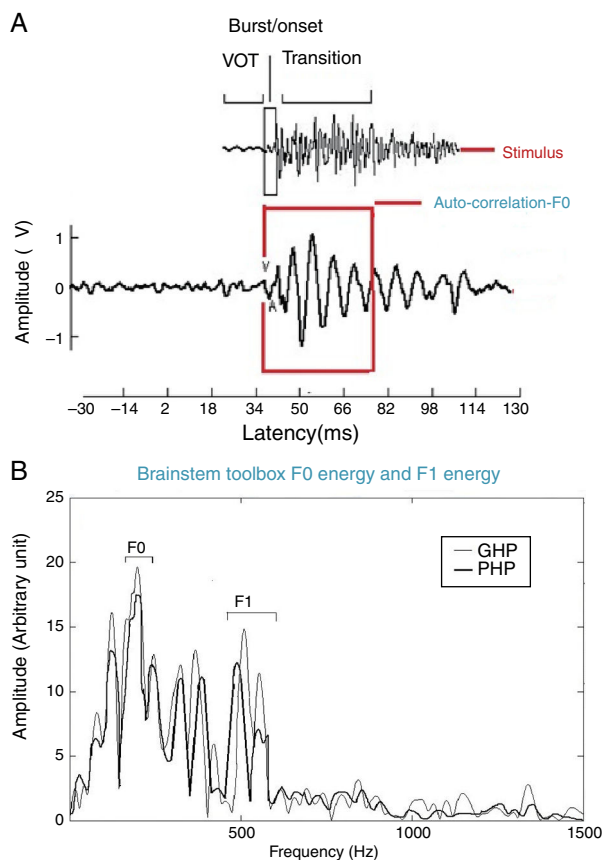 A
Burst/onset
VOT
Transition
Stimulus
Auto-correlation-F0
Amplitude ( V)
1
0
−1
V
A
−30 −14 2 18 34 50 66 82 98 114 130
Latency(ms)
B
Brainstem toolbox F0 energy and F1 energy
Amplitude (Arbitrary unit)
25
20
15
10
5
0
F0
F1
GHP
PHP
500 1000 1500
Frequency (Hz)